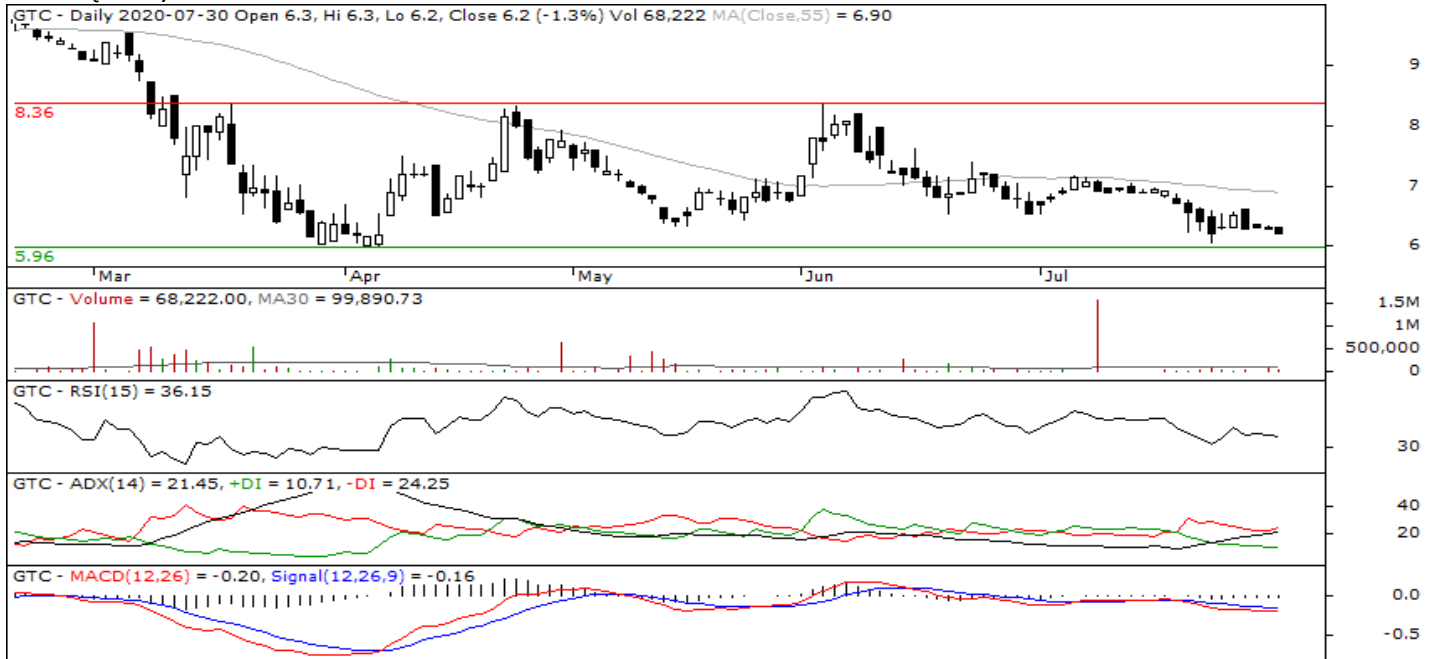 GTC - Daily 2020-07-30 Open 6.3, Hi 6.3, Lo 6.2, Close 6.2 (-1.3%) Vol 68,222 MA(Close,55) = 6.90
9
8.36
8
7
6
5.96
Mar Apr May Jun Jul
GTC - Volume = 68,222.00, MA30 = 99,890.73
1.5M
1M
500,000
0
GTC - RSI(15) = 36.15
30
GTC - ADX(14) = 21.45, +DI = 10.71, -DI = 24.25
40
20
GTC - MACD(12,26) = -0.20, Signal(12,26,9) = -0.16
0.0
-0.5